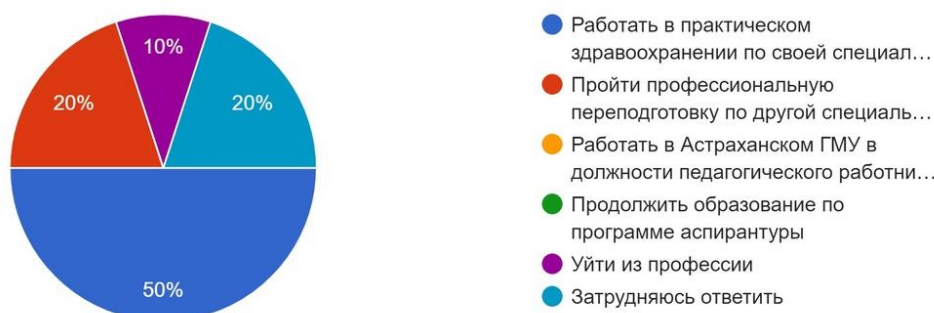 10%
20%
20%
50%
Работать в практическом
здравоохранении по своей специал…
Пройти профессиональную
переподготовку по другой специаль…
Работать в Астраханском ГМУ в
должности педагогического работни…
Продолжить образование по
программе аспирантуры
Уйти из профессии
Затрудняюсь ответить